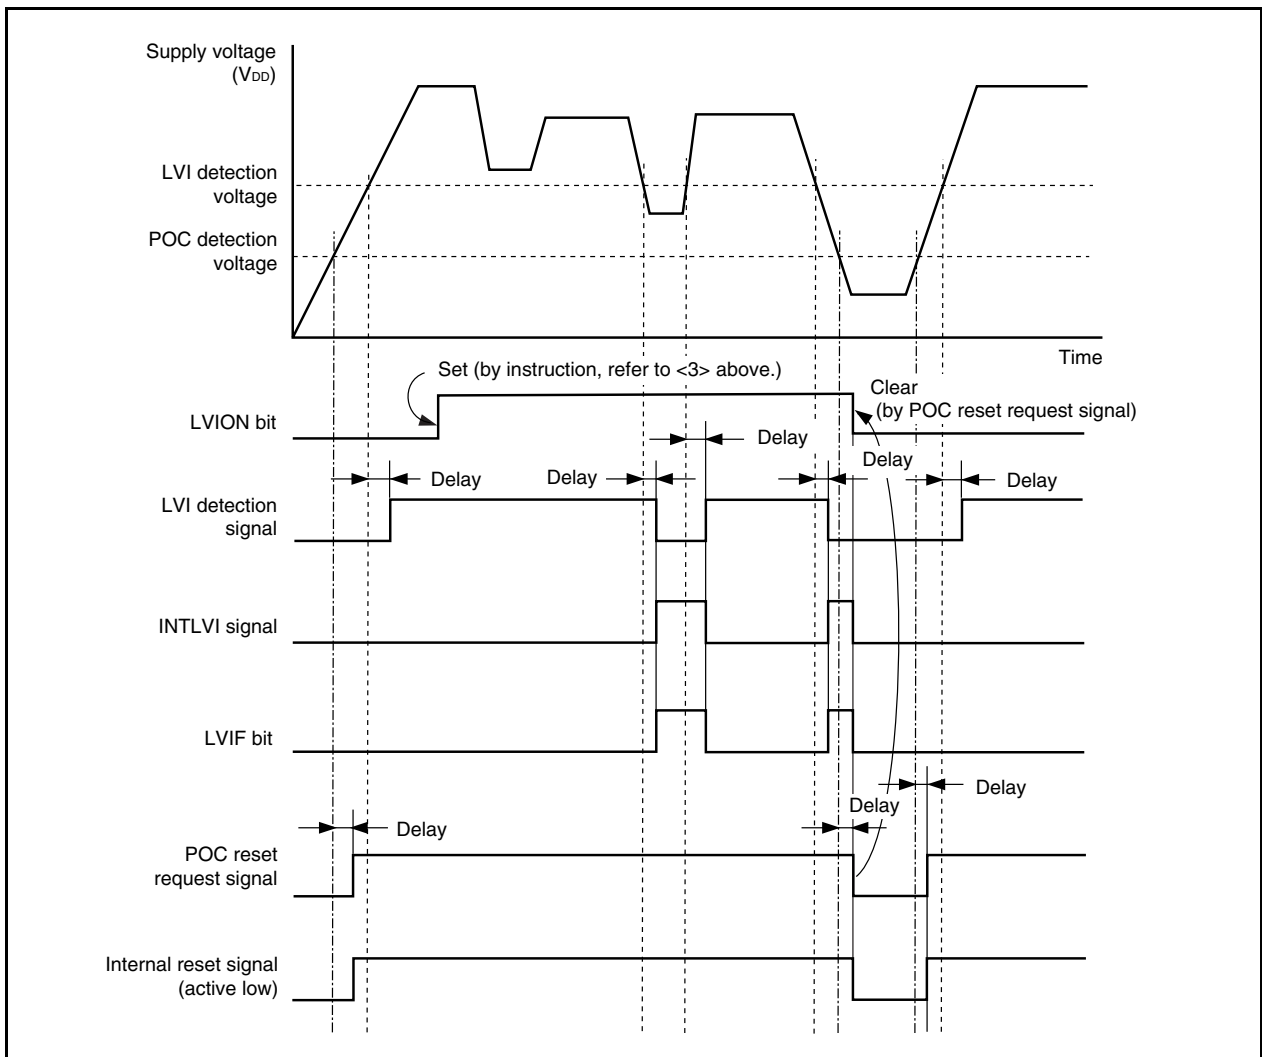 Supply voltage
(VDD)
LVI detection
voltage
POC detection
voltage
Time
Set (by instruction, refer to <3> above.)
Clear
(by POC reset request signal)
LVION bit
Delay
Delay
Delay
Delay
Delay
LVI detection
signal
INTLVI signal
LVIF bit
Delay
Delay
Delay
POC reset
request signal
Internal reset signal
(active low)